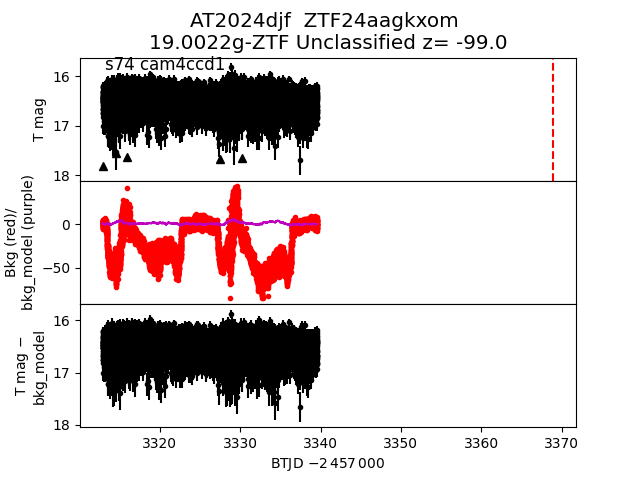 AT2024djf  ZTF24aagkxom
19.0022g-ZTF Unclassified z= -99.0
s74 cam4ccd1
T mag
16
17
18
Bkg (red)/
bkg_model (purple)
0
−50
T mag −
bkg_model
16
17
18
3320
3330
3340
3350
3360
3370
BTJD −2 457 000